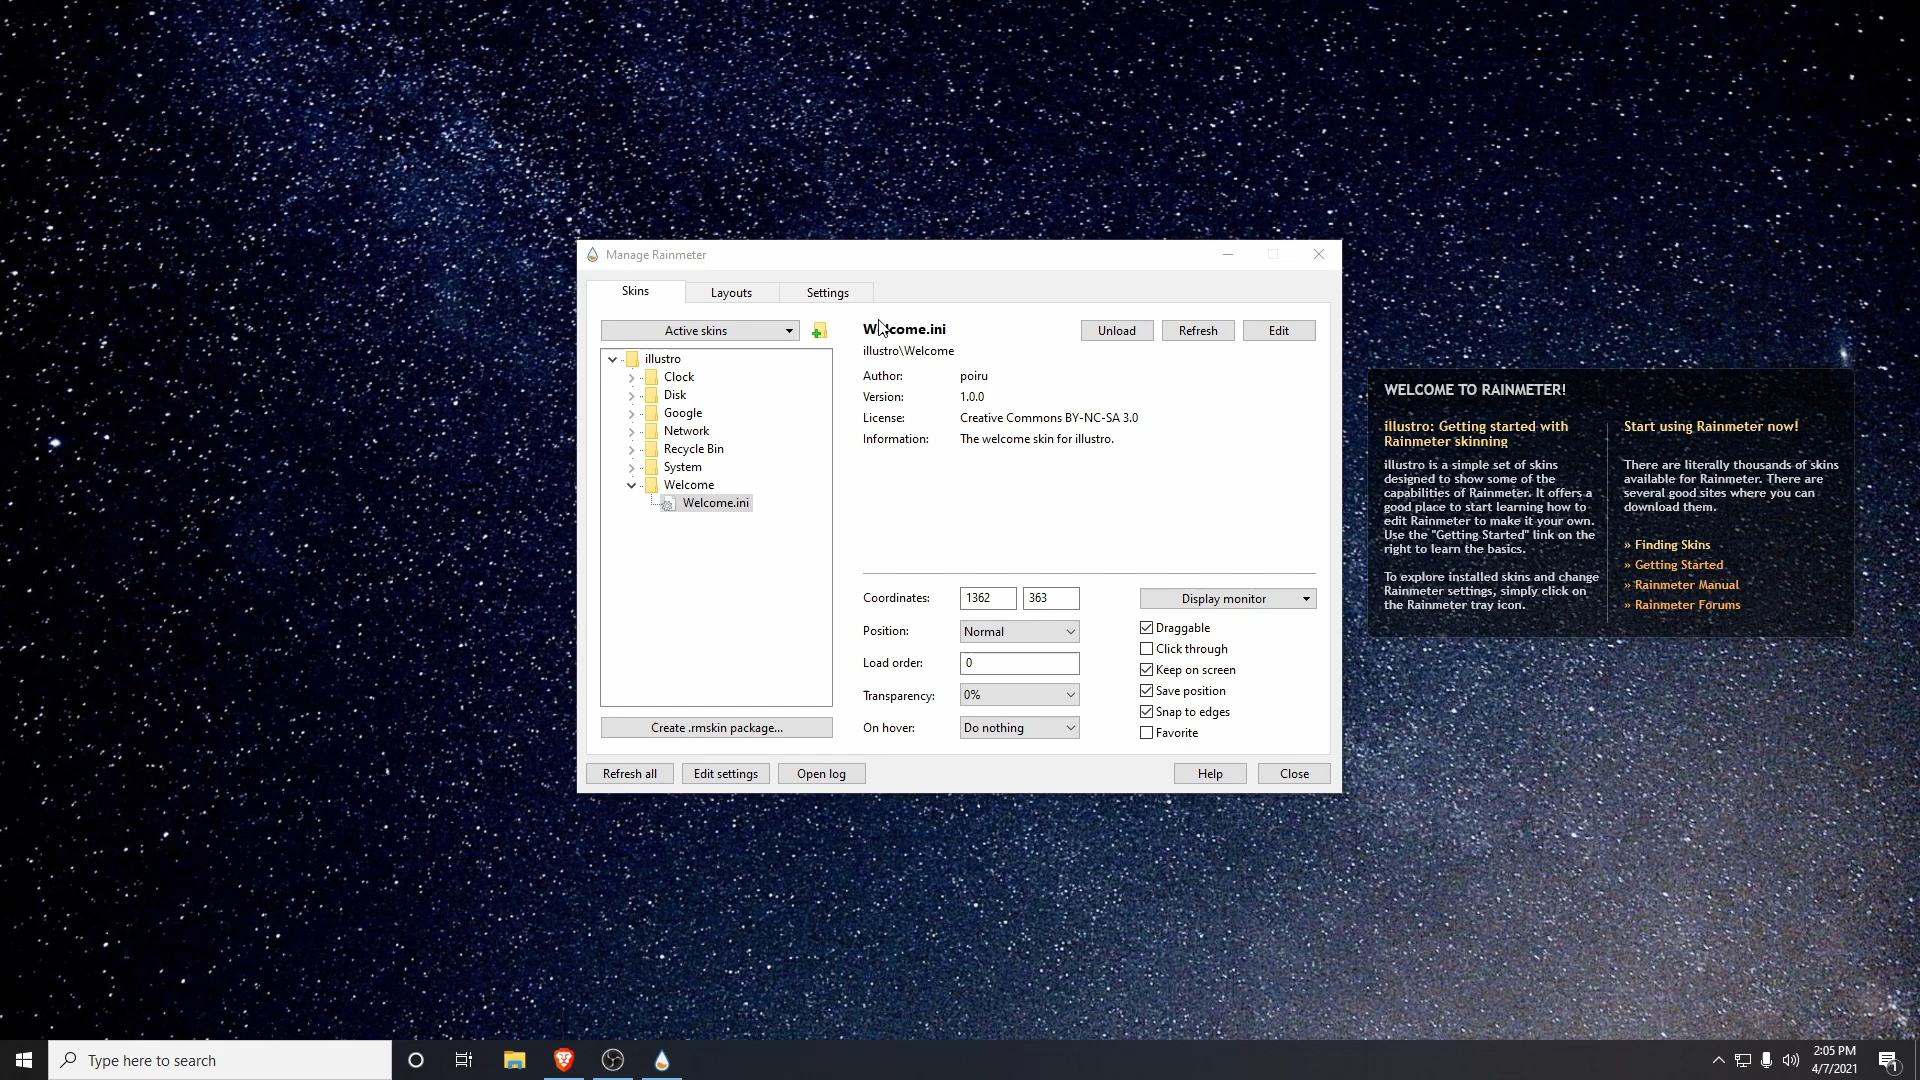 Manage Rainmeter
Skins
Layouts
Settings
Active skins
illustro
Clock
Disk
Google
Network
Recycle Bin
System
Welcome
Welcome.ini
Create .rmskin package...
Welcome.ini
Unload
Refresh
Edit
illustro\Welcome
Author: poiru
Version: 1.0.0
License: Creative Commons BY-NC-SA 3.0
Information: The welcome skin for illustro.
Coordinates: 1362 363
Display monitor
Position: Normal
Load order: 0
Transparency: 0%
On hover: Do nothing
Draggable
Click through
Keep on screen
Save position
Snap to edges
Favorite
Refresh all
Edit settings
Open log
Help
Close
WELCOME TO RAINMETER!
illustro: Getting started with
Rainmeter skinning
illustro is a simple set of skins
designed to show some of the
capabilities of Rainmeter. It offers a
good place to start learning how to
edit Rainmeter to make it your own.
Use the "Getting Started" link on the
right to learn the basics.
To explore installed skins and change
Rainmeter settings, simply click on
the Rainmeter tray icon.
Start using Rainmeter now!
There are literally thousands of skins
available for Rainmeter. There are
several good sites where you can
download them.
» Finding Skins
» Getting Started
» Rainmeter Manual
» Rainmeter Forums
Type here to search
2:05 PM
4/7/2021
1